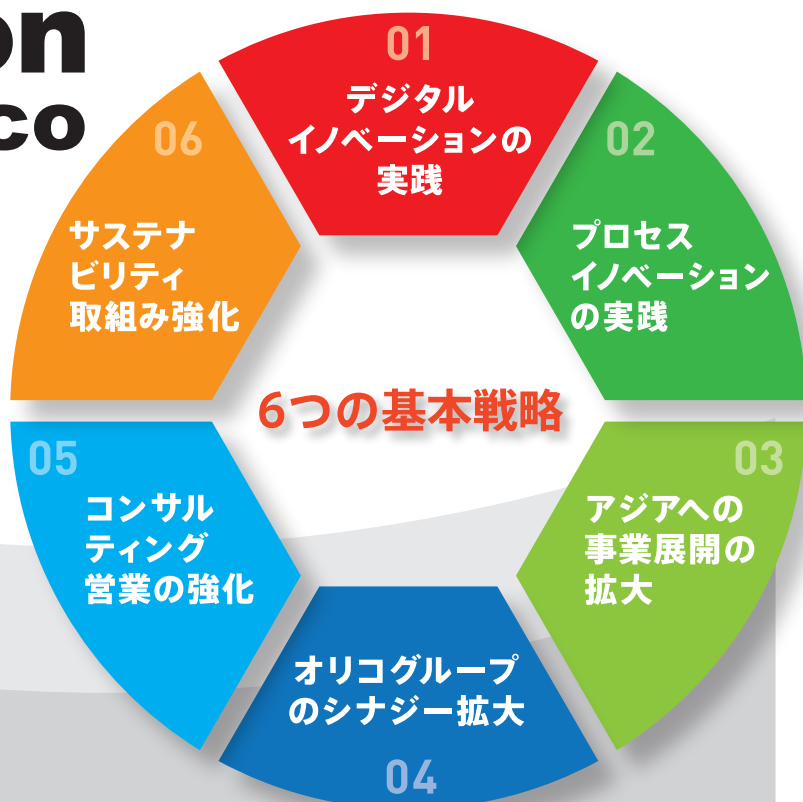 on
co
01
デジタル
イノベーションの
実践
02
プロセス
イノベーション
の実践
03
アジアへの
事業展開の
拡大
オリコグループ
のシナジー拡大
04
05
コンサル
ティング
営業の強化
06
サステナ
ビリティ
取組み強化
6つの基本戦略